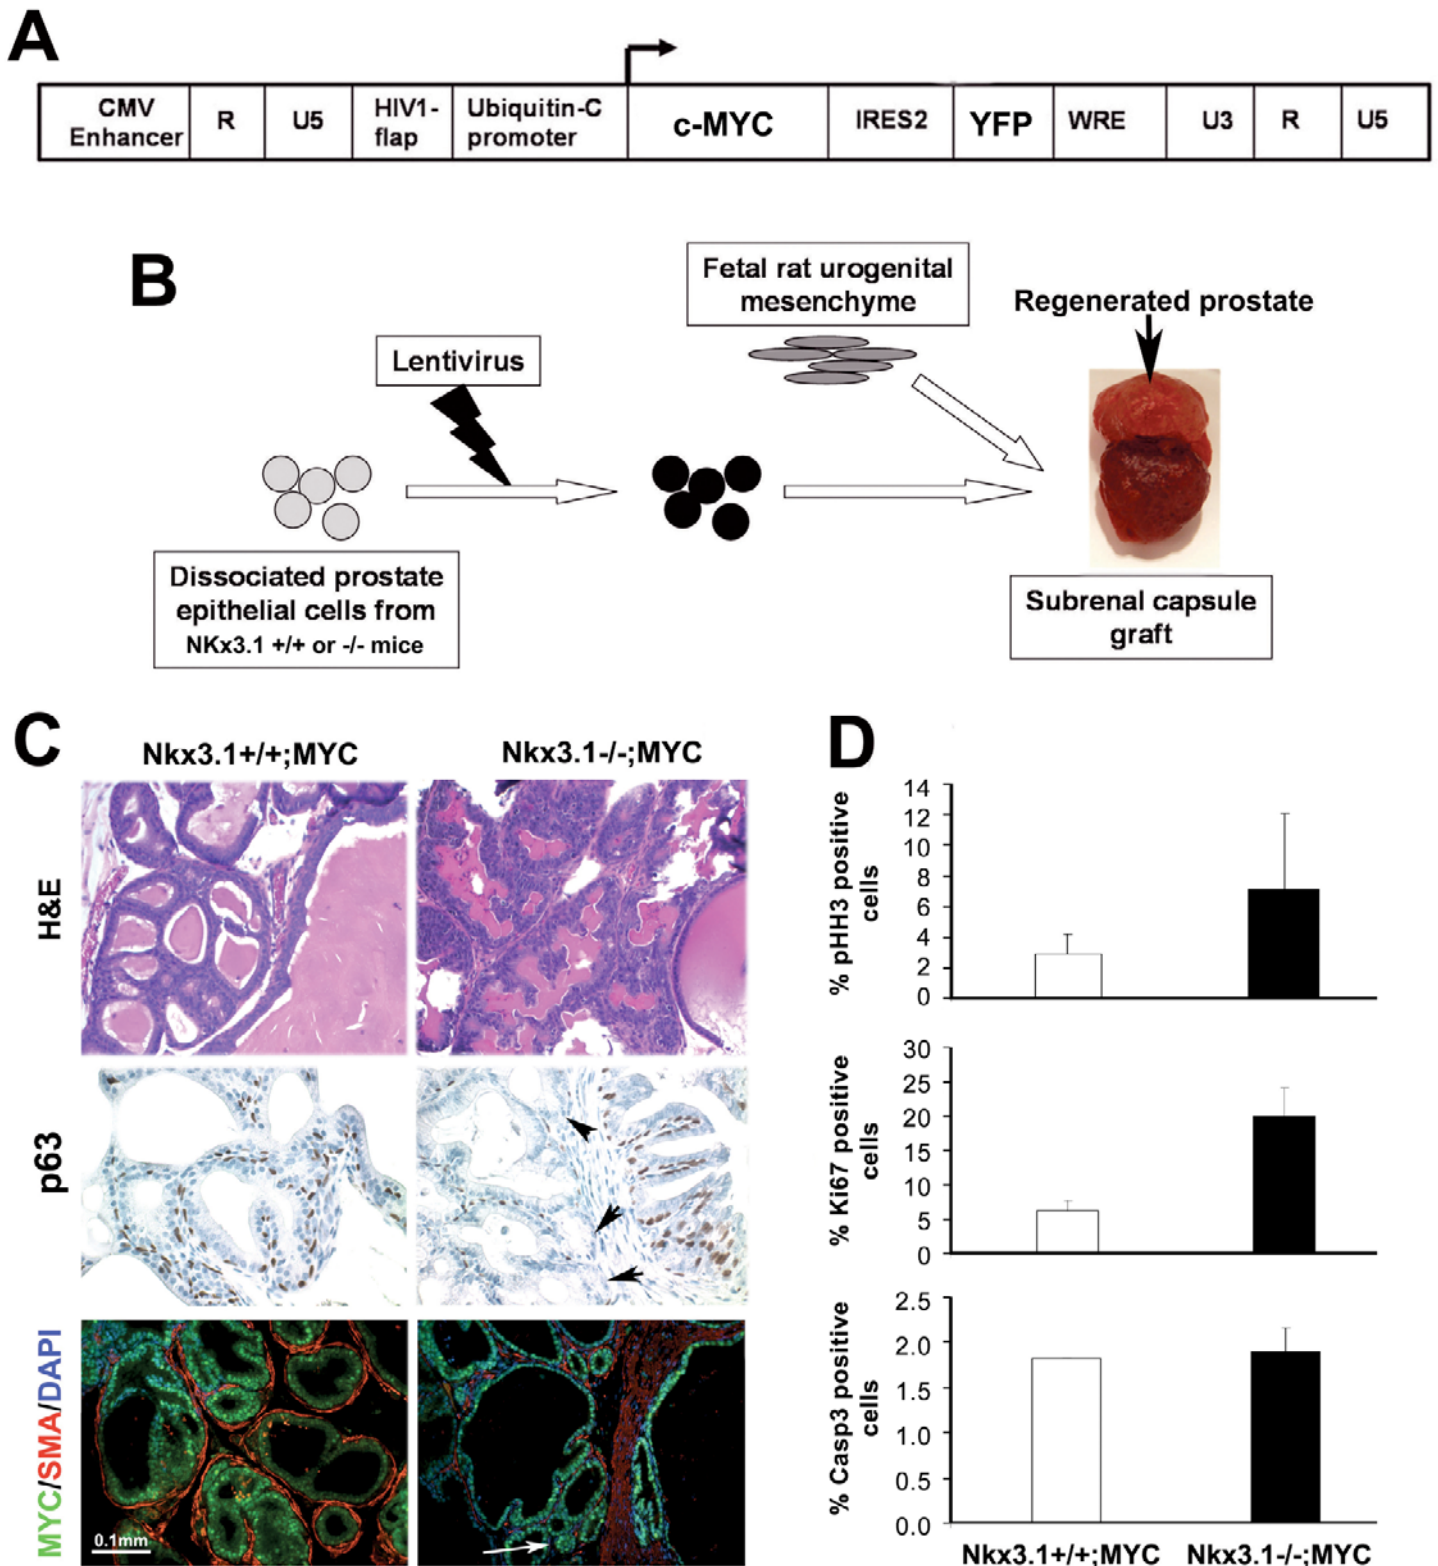 A
CMV
Enhancer
R
U5
HIV1-
flap
Ubiquitin-C
promoter
c-MYC
IRES2
YFP
WRE
U3
R
U5
B
Lentivirus
Fetal rat urogenital
mesenchyme
Regenerated prostate
Dissociated prostate
epithelial cells from
NKx3.1 +/+ or -/- mice
Subrenal capsule
graft
C
Nkx3.1+/+;MYC
Nkx3.1-/-;MYC
H&E
p63
MYC/SMA/DAPI
0.1mm
D
% pHH3 positive
cells
14
12
10
8
6
4
2
0
% Ki67 positive
cells
30
25
20
15
10
5
0
% Casp3 positive
cells
2.5
2.0
1.5
1.0
0.5
0.0
Nkx3.1+/+;MYC
Nkx3.1-/-;MYC